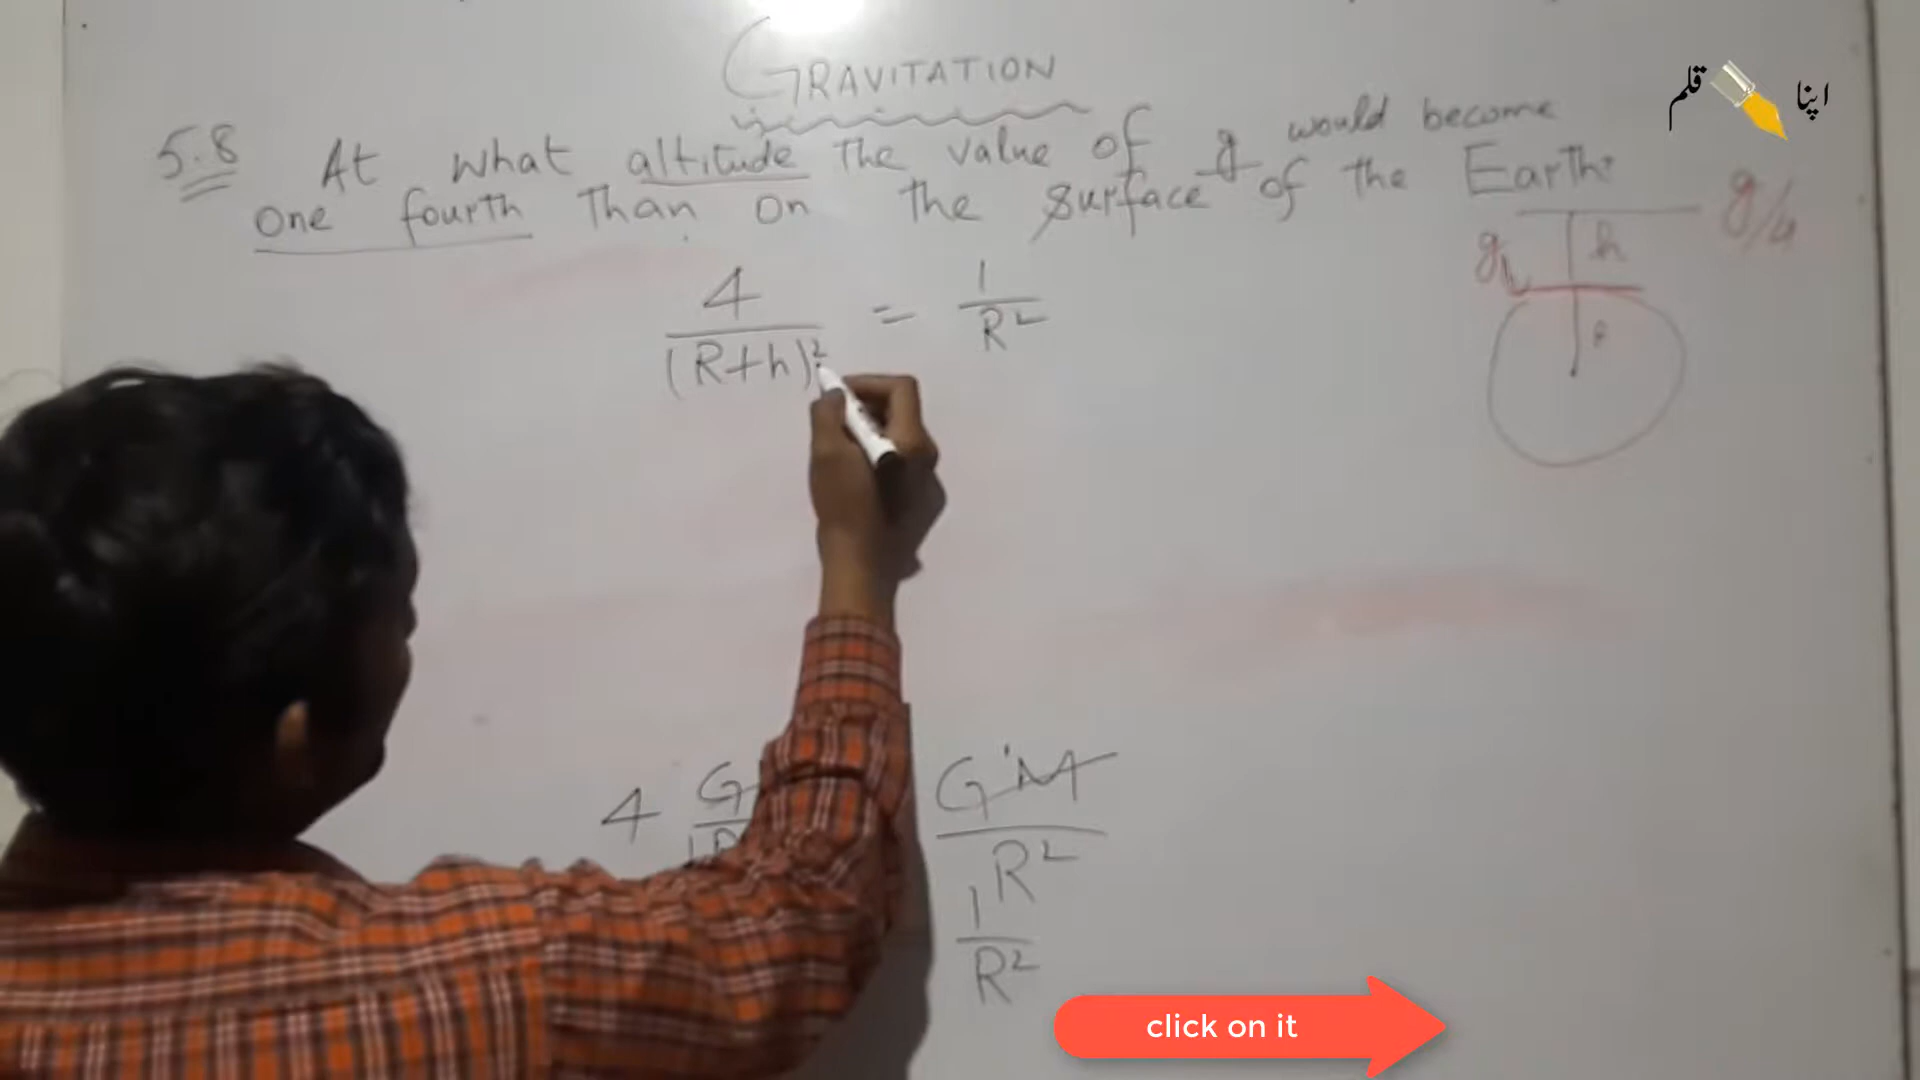 GRAVITATION
اپنا قلم
5.8 At what altitude the value of g would become
one fourth than on the surface of the Earth?
g/4
gh h
R
4/(R+h)² = 1/R²
4 G GM
R²
1/R²
click on it